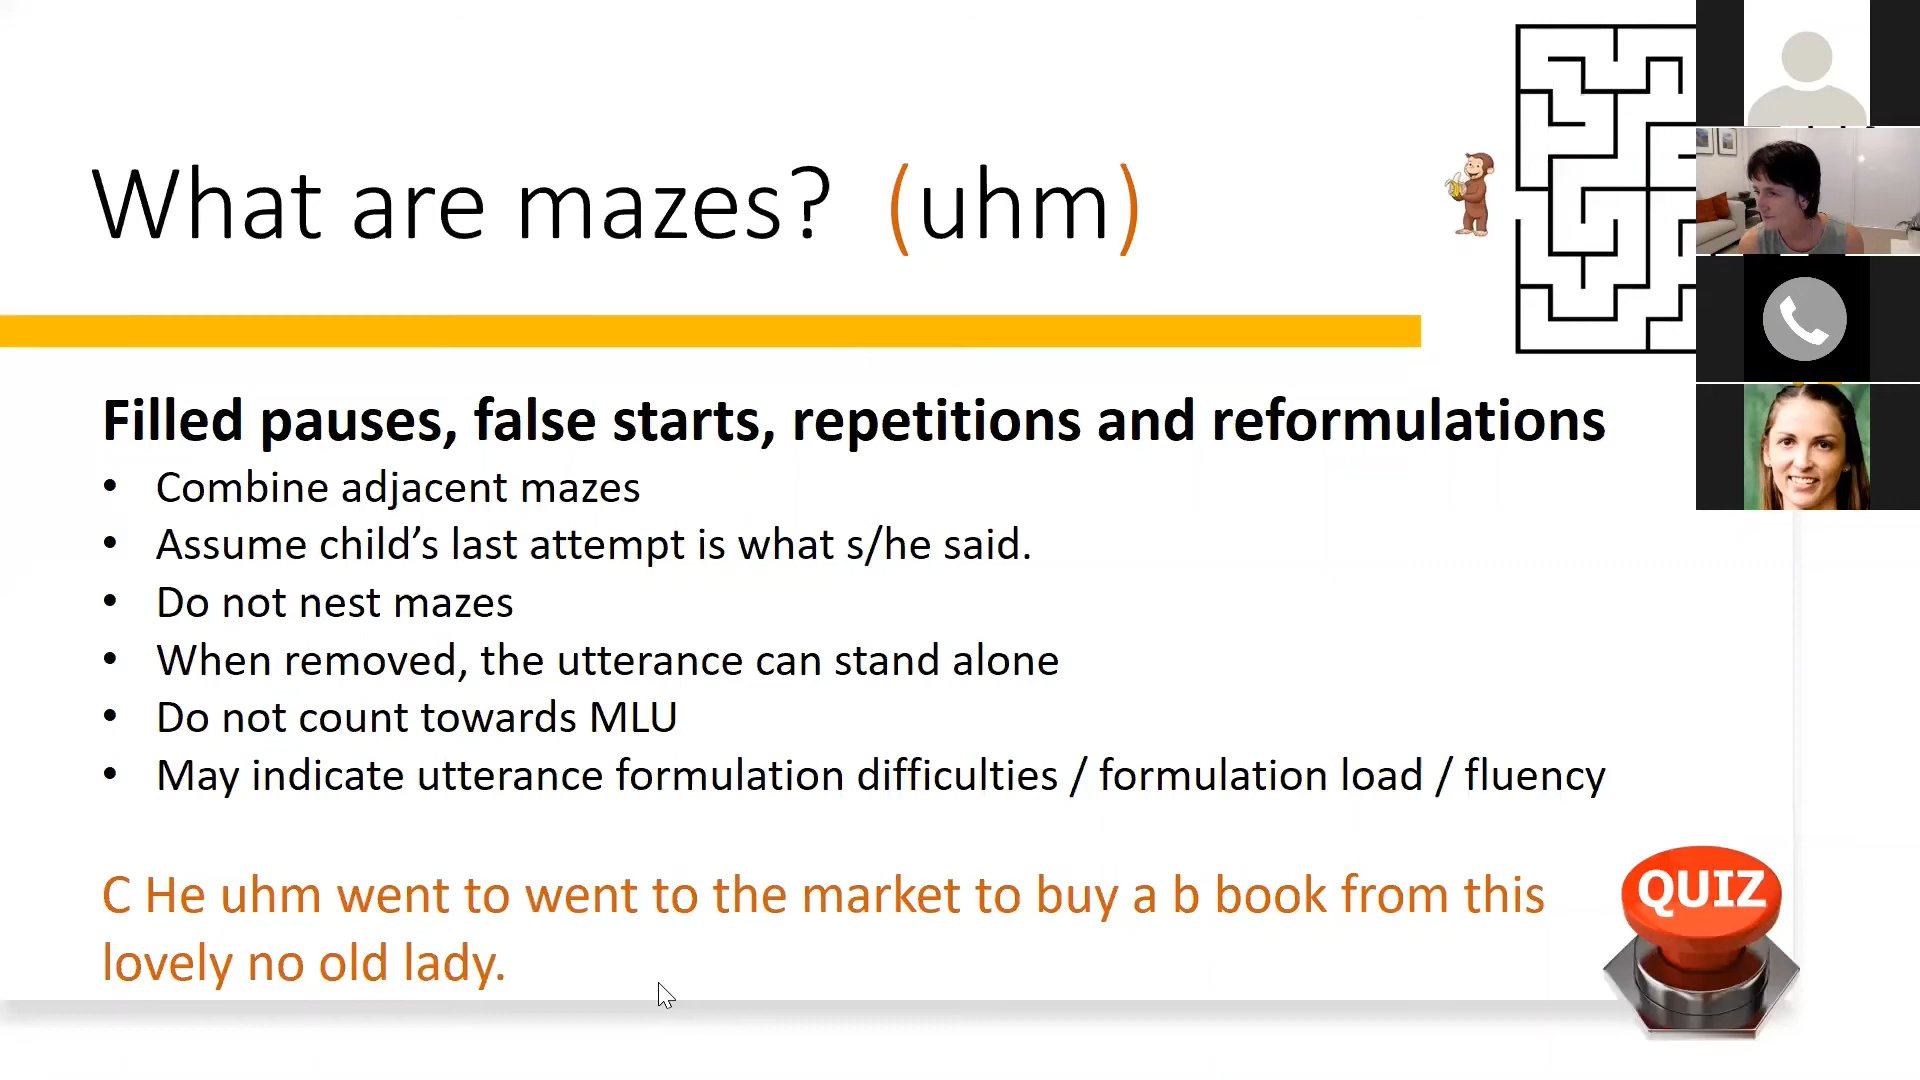 What are mazes? (uhm)
Filled pauses, false starts, repetitions and reformulations
• Combine adjacent mazes
• Assume child’s last attempt is what s/he said.
• Do not nest mazes
• When removed, the utterance can stand alone
• Do not count towards MLU
• May indicate utterance formulation difficulties / formulation load / fluency
C He uhm went to went to the market to buy a b book from this
lovely no old lady.
QUIZ